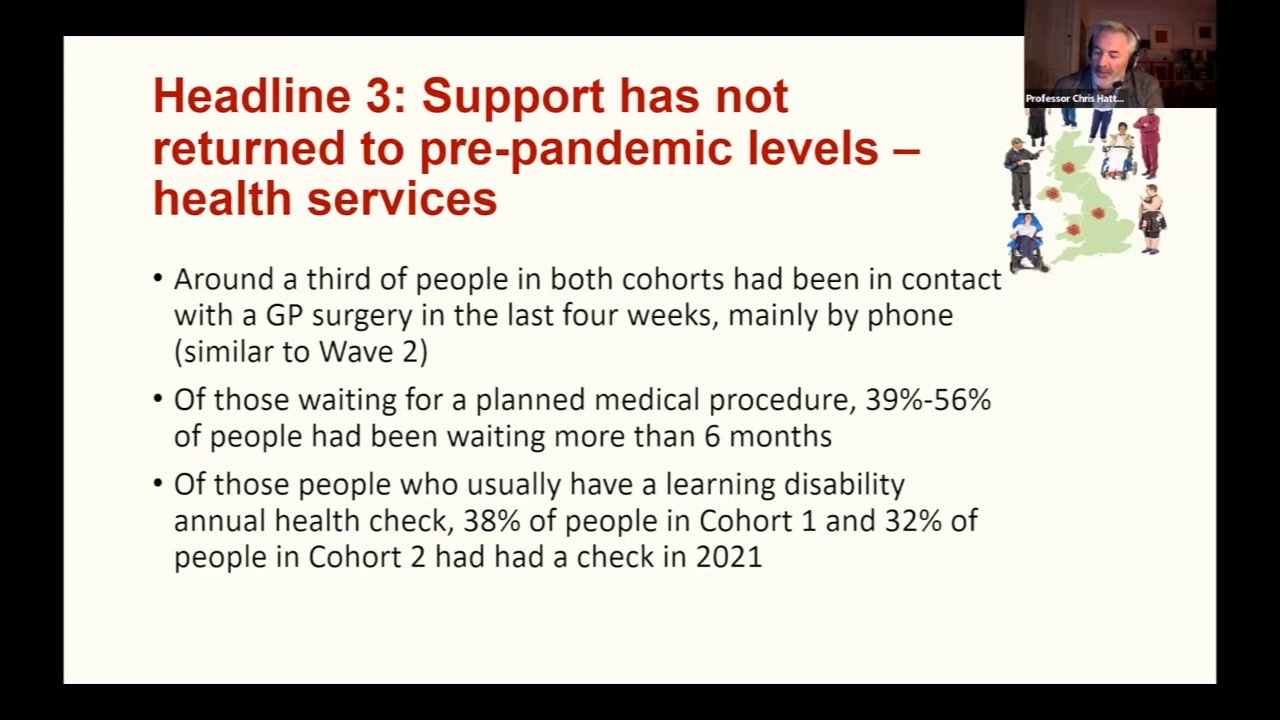 Professor Chris Hatt...
Headline 3: Support has not
returned to pre-pandemic levels –
health services
• Around a third of people in both cohorts had been in contact
with a GP surgery in the last four weeks, mainly by phone
(similar to Wave 2)
• Of those waiting for a planned medical procedure, 39%-56%
of people had been waiting more than 6 months
• Of those people who usually have a learning disability
annual health check, 38% of people in Cohort 1 and 32% of
people in Cohort 2 had had a check in 2021